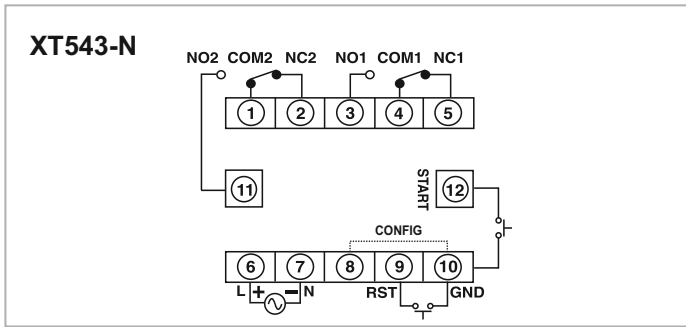 XT543-N
NO2 COM2 NC2 NO1 COM1 NC1
1 2 3 4 5
11
START
12
CONFIG
6 7 8 9 10
L + − N RST GND